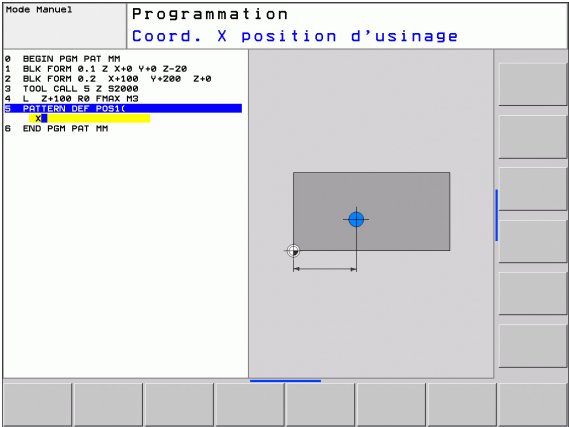 Mode Manuel
Programmation
Coord. X position d'usinage
0 BEGIN PGM PAT MM
1 BLK FORM 0.1 Z X+0 Y+0 Z-20
2 BLK FORM 0.2 X+100 Y+200 Z+0
3 TOOL CALL 5 Z S2000
4 L Z+100 R0 FMAX M3
5 PATTERN DEF POS1(
X
6 END PGM PAT MM